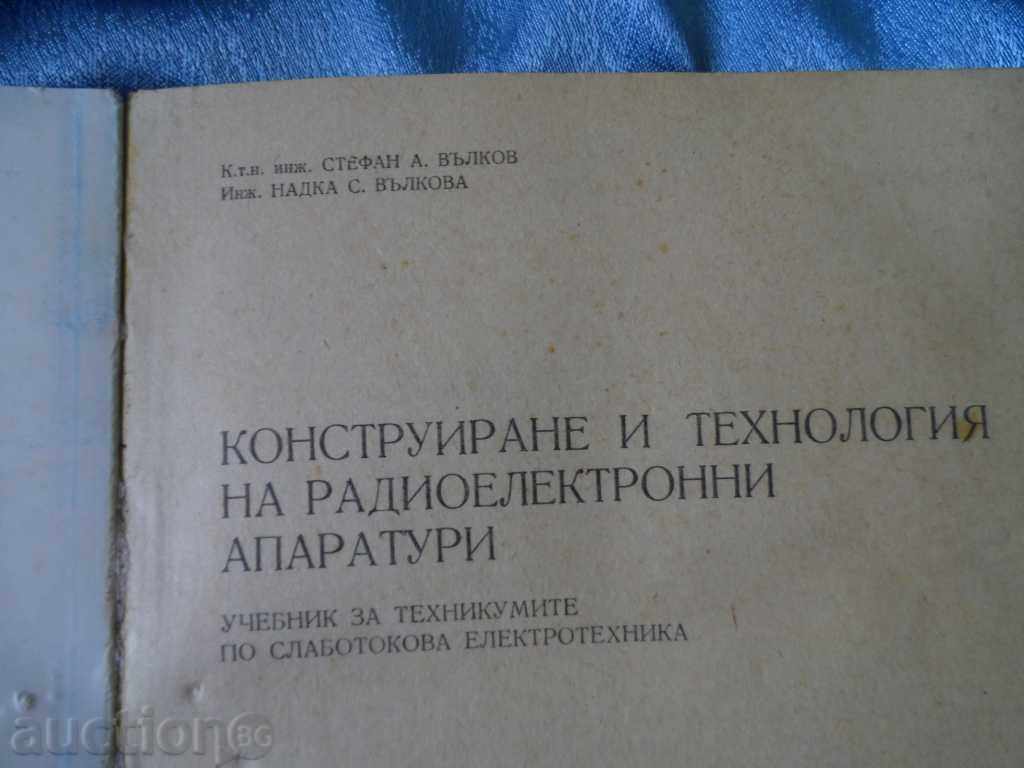 К.т.н. инж. СТЕФАН А. ВЪЛКОВ
Инж. НАДКА С. ВЪЛКОВА
КОНСТРУИРАНЕ И ТЕХНОЛОГИЯ
НА РАДИОЕЛЕКТРОННИ
АПАРАТУРИ
УЧЕБНИК ЗА ТЕХНИКУМИТЕ
ПО СЛАБОТОКОВА ЕЛЕКТРОТЕХНИКА
auction BG